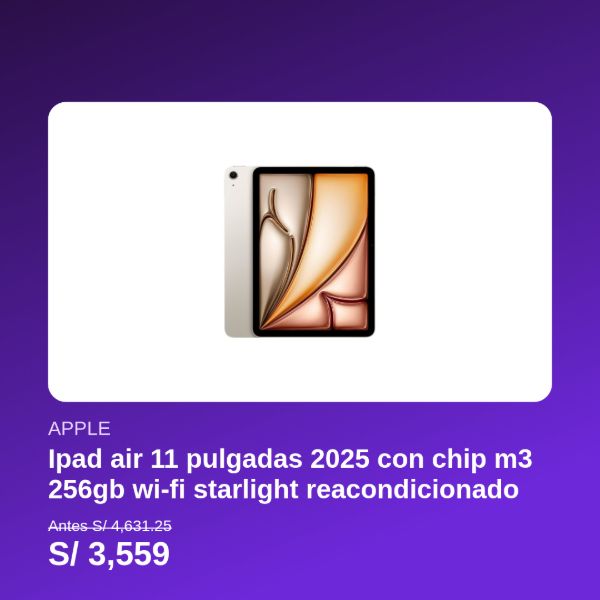 APPLE
Ipad air 11 pulgadas 2025 con chip m3
256gb wi-fi starlight reacondicionado
Antes S/ 4,631.25
S/ 3,559